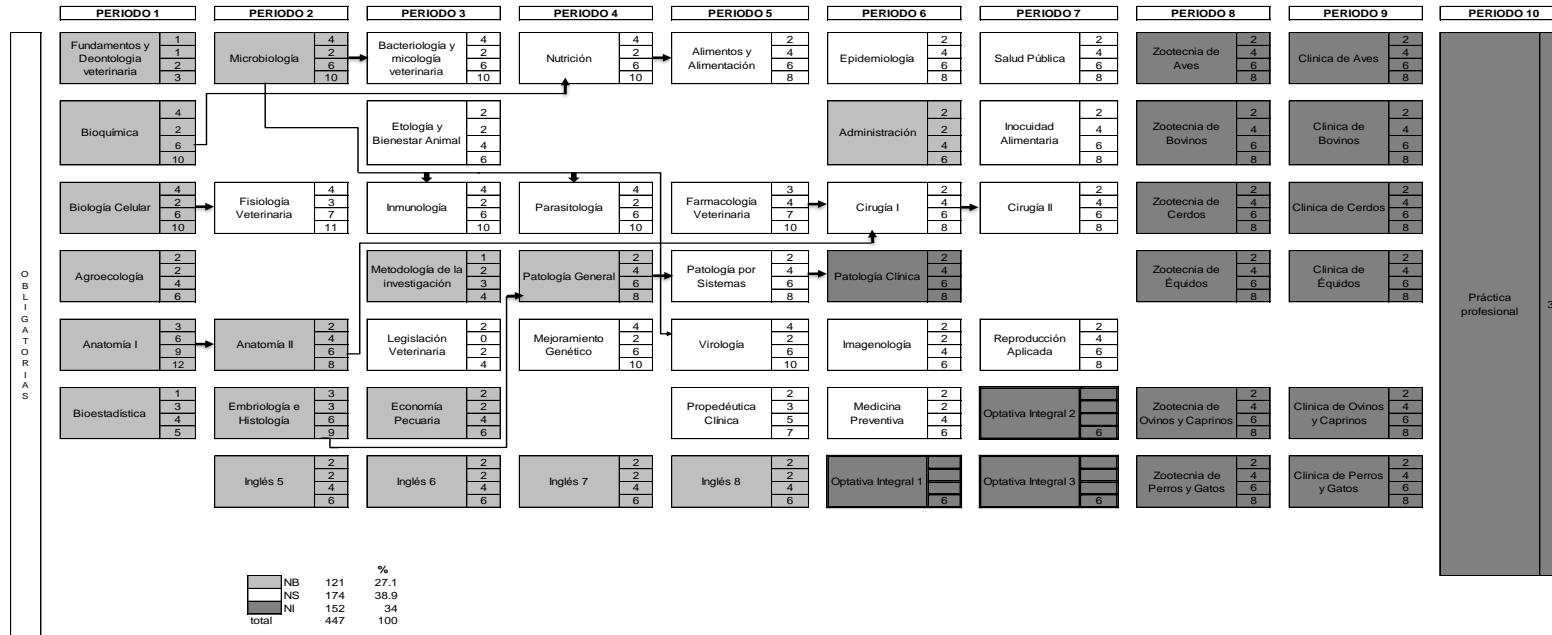 PERIODO 1 PERIODO 2 PERIODO 3 PERIODO 4 PERIODO 5 PERIODO 6 PERIODO 7 PERIODO 8 PERIODO 9 PERIODO 10
OBLIGATORIAS
Fundamentos y
Deontología
veterinaria
1
1
2
3
Microbiología
4
2
6
10
Bacteriología y
micología
veterinaria
4
2
6
10
Nutrición
4
2
6
10
Alimentos y
Alimentación
2
4
6
8
Epidemiología
2
4
6
8
Salud Pública
2
4
6
8
Zootecnia de
Aves
2
4
6
8
Clinica de Aves
2
4
6
8
Bioquímica
4
2
6
10
Etología y
Bienestar Animal
2
2
4
6
Administración
2
2
4
6
Inocuidad
Alimentaria
2
4
6
8
Zootecnia de
Bovinos
2
4
6
8
Clinica de
Bovinos
2
4
6
8
Biología Celular
4
2
6
10
Fisiología
Veterinaria
4
3
7
11
Inmunología
4
2
6
10
Parasitología
4
2
6
10
Farmacología
Veterinaria
3
4
7
10
Cirugía I
2
4
6
8
Cirugía II
2
4
6
8
Zootecnia de
Cerdos
2
4
6
8
Clinica de Cerdos
2
4
6
8
Agroecología
2
2
4
6
Metodología de la
investigación
1
2
3
4
Patología General
2
4
6
8
Patología por
Sistemas
2
4
6
8
Patología Clínica
2
4
6
8
Zootecnia de
Équidos
2
4
6
8
Clinica de
Équidos
2
4
6
8
Práctica
profesional
Anatomía I
3
6
9
12
Anatomía II
2
4
6
8
Legislación
Veterinaria
2
0
2
4
Mejoramiento
Genético
4
2
6
10
Virología
4
2
6
10
Imagenología
2
2
4
6
Reproducción
Aplicada
2
4
6
8
Bioestadística
1
3
4
5
Embriología e
Histología
3
3
6
9
Economía
Pecuaria
2
2
4
6
Propedéutica
Clínica
2
3
5
7
Medicina
Preventiva
2
2
4
6
Optativa Integral 2
6
Zootecnia de
Ovinos y Caprinos
2
4
6
8
Clinica de Ovinos
y Caprinos
2
4
6
8
Inglés 5
2
2
4
6
Inglés 6
2
2
4
6
Inglés 7
2
2
4
6
Inglés 8
2
2
4
6
Optativa Integral 1
6
Optativa Integral 3
6
Zootecnia de
Perros y Gatos
2
4
6
8
Clinica de Perros
y Gatos
2
4
6
8
%
NB 121 27.1
NS 174 38.9
NI 152 34
total 447 100